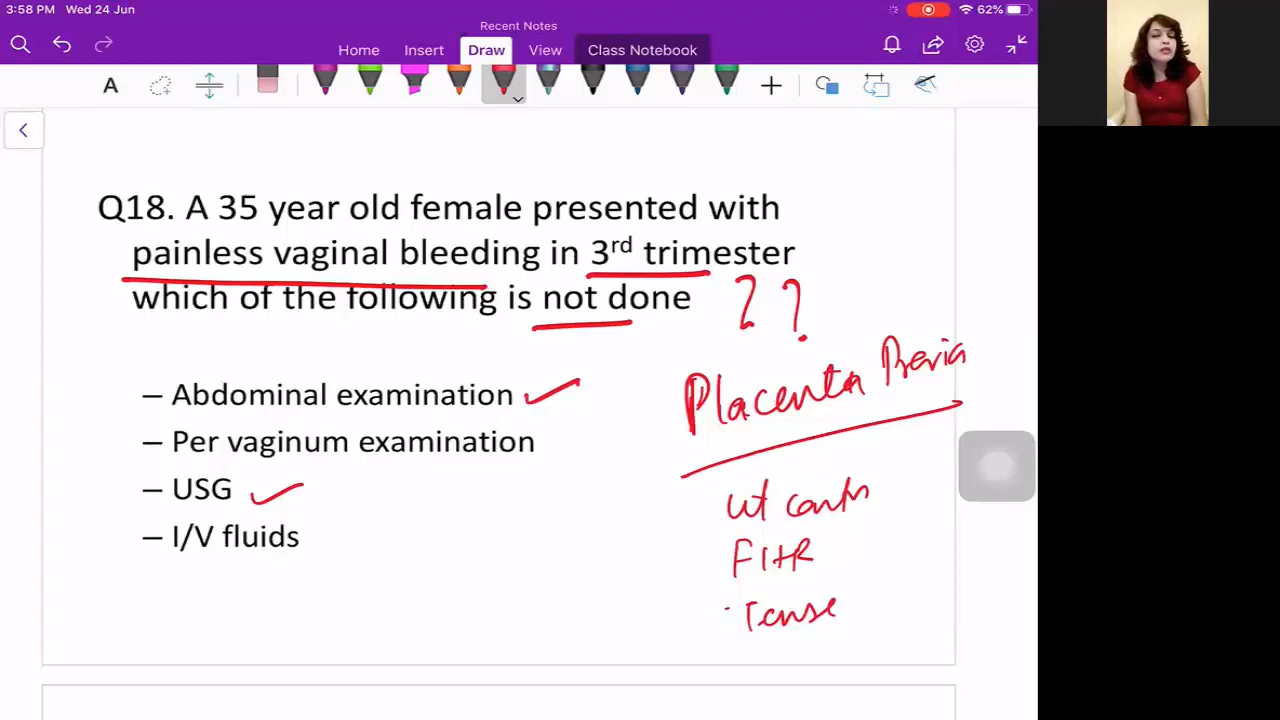 3:58 PM Wed 24 Jun
62%
Recent Notes
Home Insert Draw View Class Notebook
A
Q18. A 35 year old female presented with
painless vaginal bleeding in 3rd trimester
which of the following is not done ??
Placenta Previa
– Abdominal examination
– Per vaginum examination
– USG
– I/V fluids
ut contn
FHR
Tense